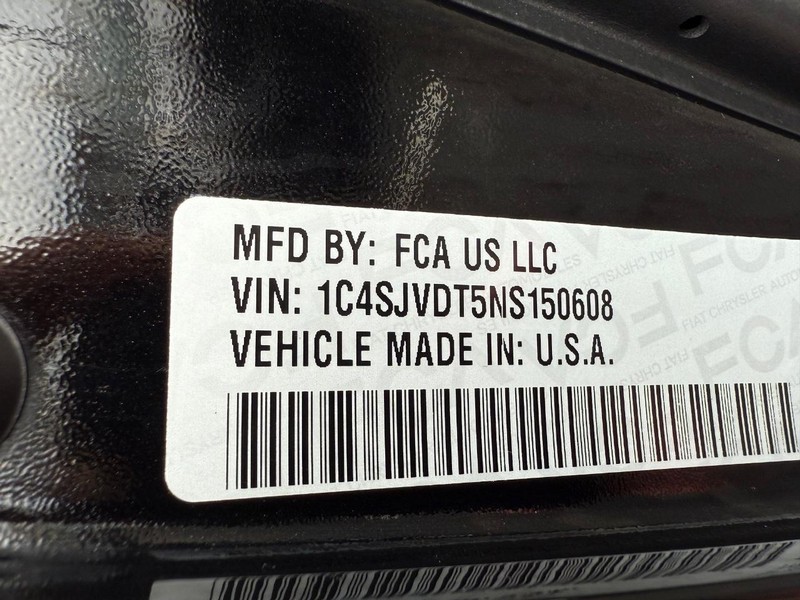 MFD BY: FCA US LLC
VIN: 1C4SJVDT5NS150608
VEHICLE MADE IN: U.S.A.